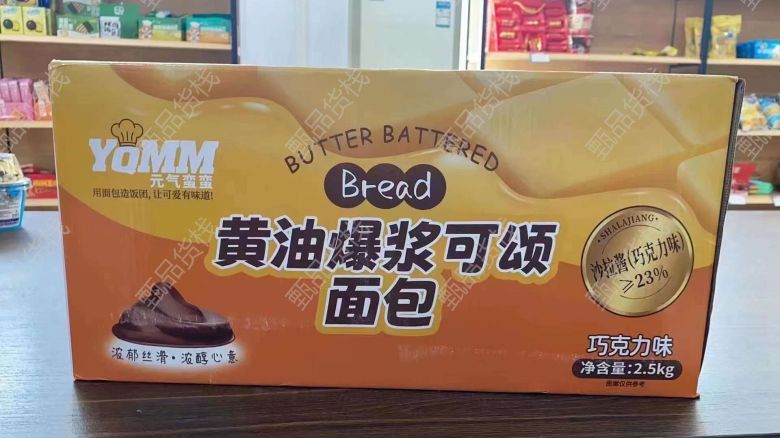 YQMM
元气蛮蛮
用面包造饭团,让可爱有味道!
BUTTER BATTERED
Bread
黄油爆浆可颂
面包
·SHALAJIANG·
沙拉酱(巧克力味)
≥23%
浓郁丝滑·浓醇心意
巧克力味
净含量:2.5kg
图案仅供参考
甄品货栈